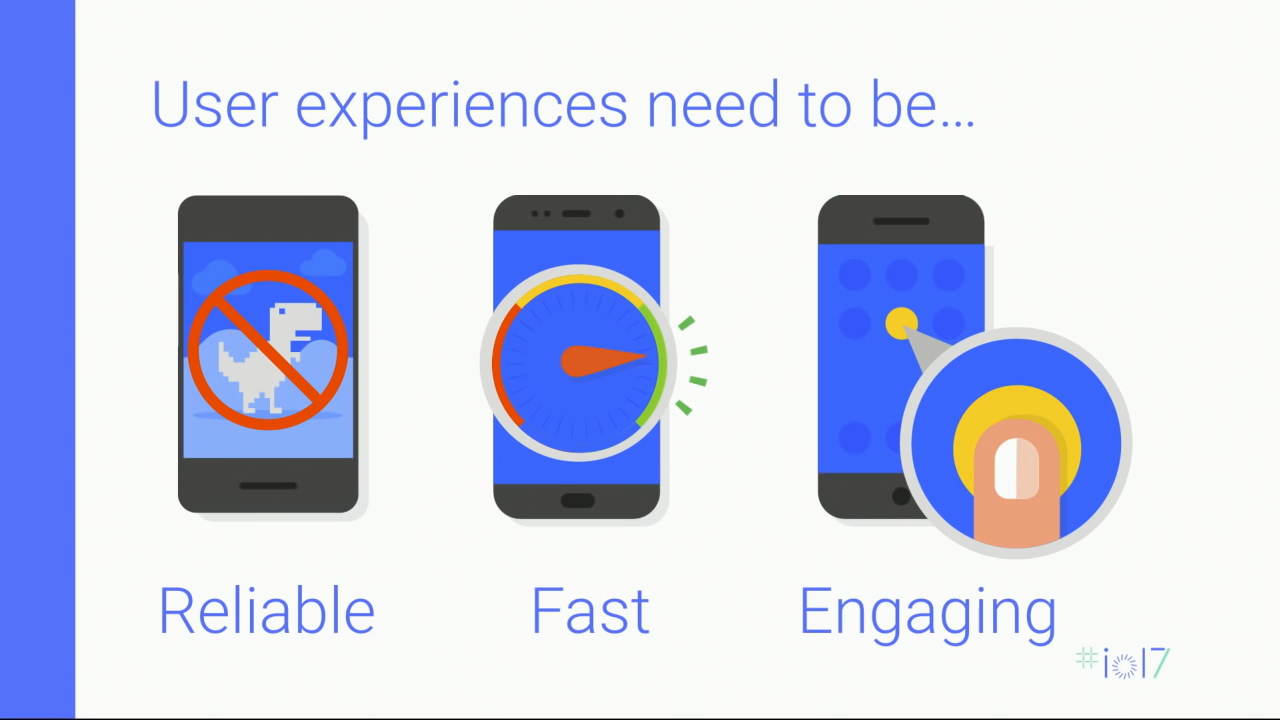 User experiences need to be...
Reliable
Fast
Engaging
#io17